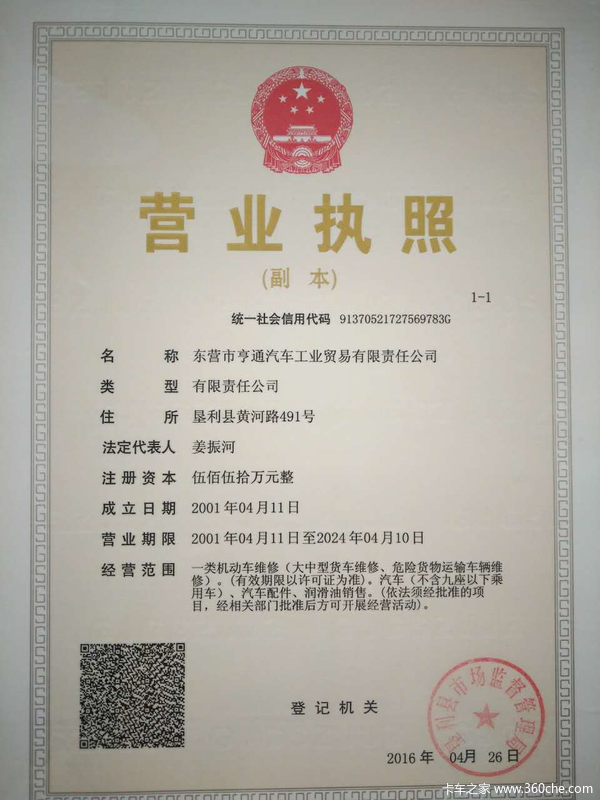 营业执照
(副 本)
1-1
统一社会信用代码 91370521727569783G
名 称 东营市亨通汽车工业贸易有限责任公司
类 型 有限责任公司
住 所 垦利县黄河路491号
法定代表人 姜振河
注册资本 伍佰伍拾万元整
成立日期 2001年04月11日
营业期限 2001年04月11日至2024年04月10日
经营范围 一类机动车维修（大中型货车维修、危险货物运输车辆维
修）。(有效期限以许可证为准)。汽车（不含九座以下乘
用车）、汽车配件、润滑油销售。(依法须经批准的项
目，经相关部门批准后方可开展经营活动)。
登记机关
垦利县市场监督管理局
2016年 04月 26日
卡车之家 www.360che.com